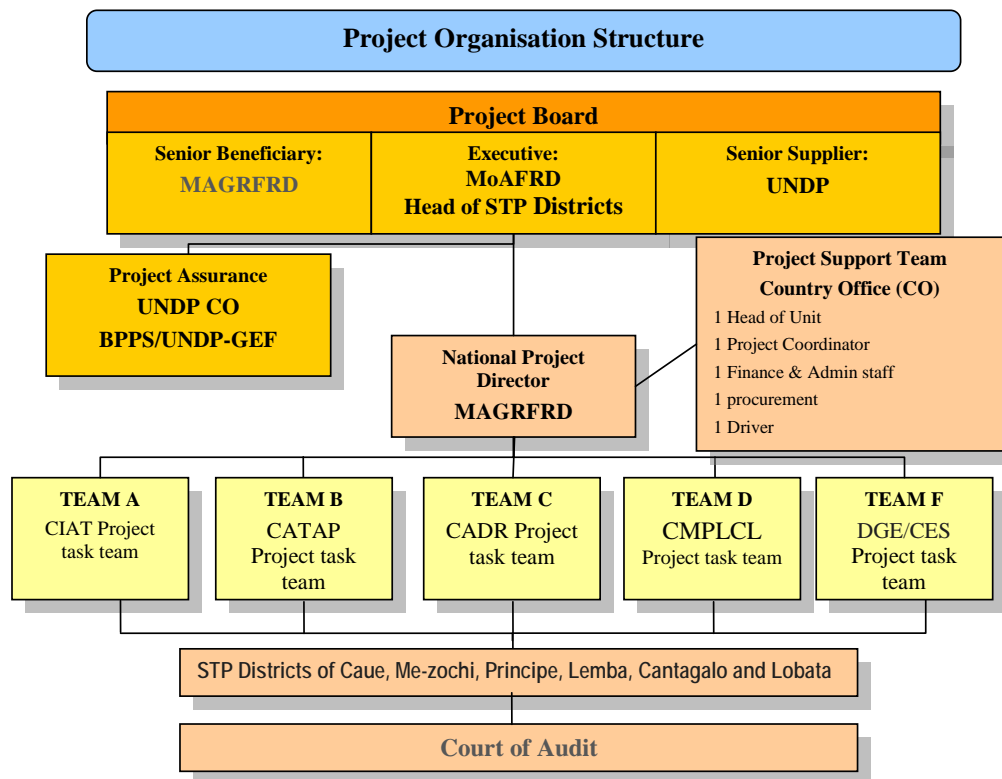 Project Organisation Structure
Project Board
Senior Beneficiary:
MAGRFRD
Executive:
MoAFRD
Head of STP Districts
Senior Supplier:
UNDP
Project Assurance
UNDP CO
BPPS/UNDP-GEF
Project Support Team
Country Office (CO)
1 Head of Unit
1 Project Coordinator
1 Finance & Admin staff
1 procurement
1 Driver
National Project
Director
MAGRFRD
TEAM A
CIAT Project
task team
TEAM B
CATAP
Project task
team
TEAM C
CADR Project
task team
TEAM D
CMPLCL
Project task team
TEAM F
DGE/CES
Project task
team
STP Districts of Caue, Me-zochi, Principe, Lemba, Cantagalo and Lobata
Court of Audit